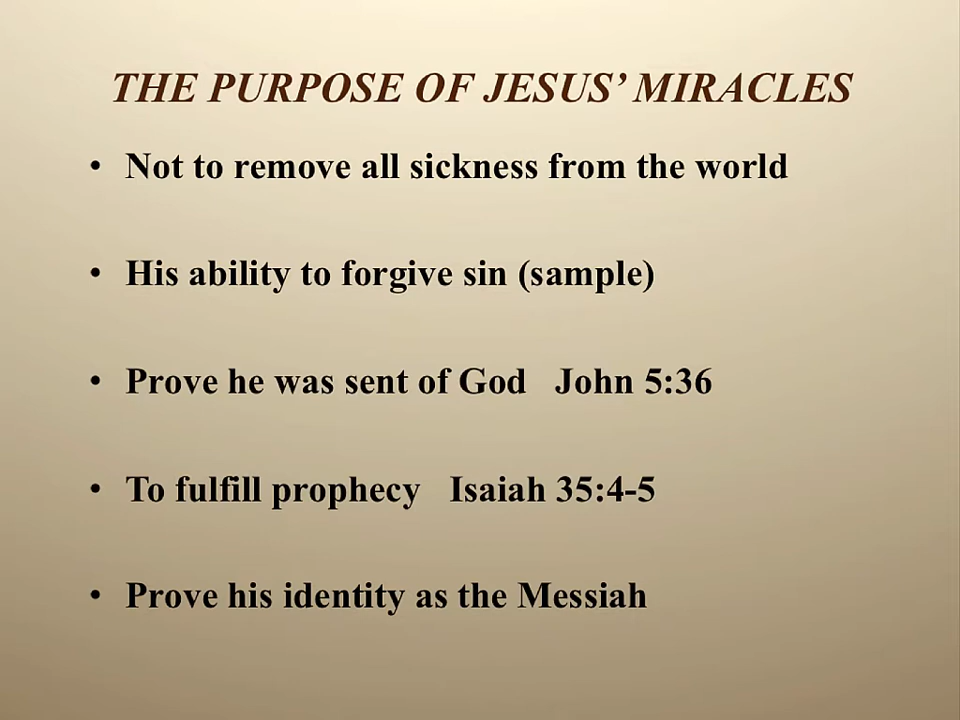 THE PURPOSE OF JESUS’ MIRACLES
• Not to remove all sickness from the world
• His ability to forgive sin (sample)
• Prove he was sent of God   John 5:36
• To fulfill prophecy   Isaiah 35:4-5
• Prove his identity as the Messiah